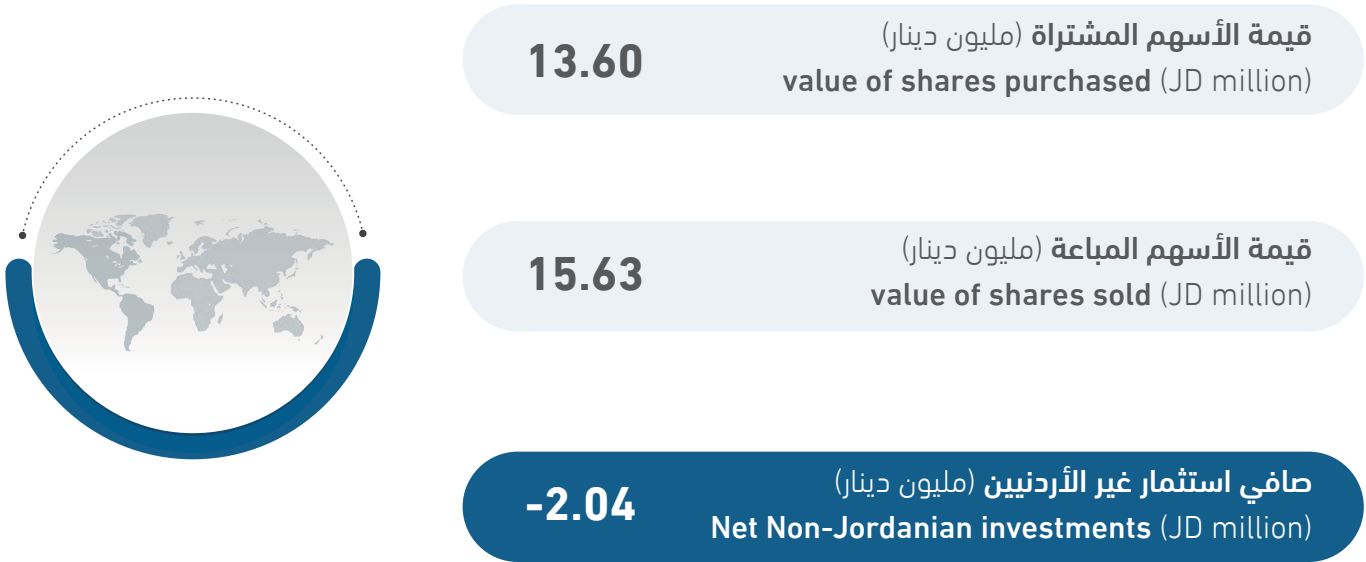 قيمة الأسهم المشتراة (مليون دينار)
value of shares purchased (JD million)
13.60
قيمة الأسهم المباعة (مليون دينار)
value of shares sold (JD million)
15.63
صافي استثمار غير الأردنيين (مليون دينار)
Net Non-Jordanian investments (JD million)
-2.04